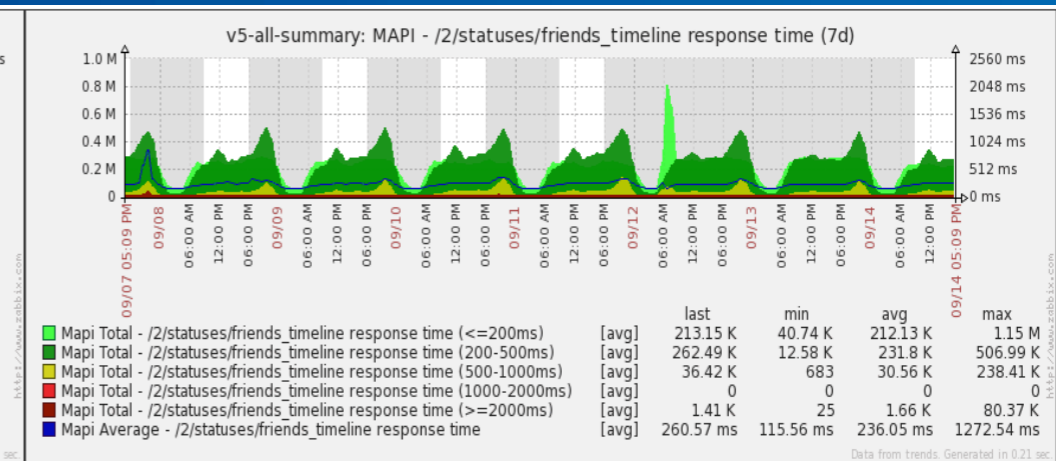 s
v5-all-summary: MAPI - /2/statuses/friends_timeline response time (7d)
1.0 M
0.8 M
0.6 M
0.4 M
0.2 M
0
2560 ms
2048 ms
1536 ms
1024 ms
512 ms
0 ms
09/07 05:09 PM
09/08
06:00 AM
12:00 PM
06:00 PM
09/09
06:00 AM
12:00 PM
06:00 PM
09/10
06:00 AM
12:00 PM
06:00 PM
09/11
06:00 AM
12:00 PM
06:00 PM
09/12
06:00 AM
12:00 PM
06:00 PM
09/13
06:00 AM
12:00 PM
06:00 PM
09/14
06:00 AM
12:00 PM
09/14 05:09 PM
last min avg max
Mapi Total - /2/statuses/friends_timeline response time (<=200ms) [avg] 213.15 K 40.74 K 212.13 K 1.15 M
Mapi Total - /2/statuses/friends_timeline response time (200-500ms) [avg] 262.49 K 12.58 K 231.8 K 506.99 K
Mapi Total - /2/statuses/friends_timeline response time (500-1000ms) [avg] 36.42 K 683 30.56 K 238.41 K
Mapi Total - /2/statuses/friends_timeline response time (1000-2000ms) [avg] 0 0 0 0
Mapi Total - /2/statuses/friends_timeline response time (>=2000ms) [avg] 1.41 K 25 1.66 K 80.37 K
Mapi Average - /2/statuses/friends_timeline response time [avg] 260.57 ms 115.56 ms 236.05 ms 1272.54 ms
http://www.zabbix.com
http://www.zabbix.com
sec.
Data from trends. Generated in 0.21 sec.